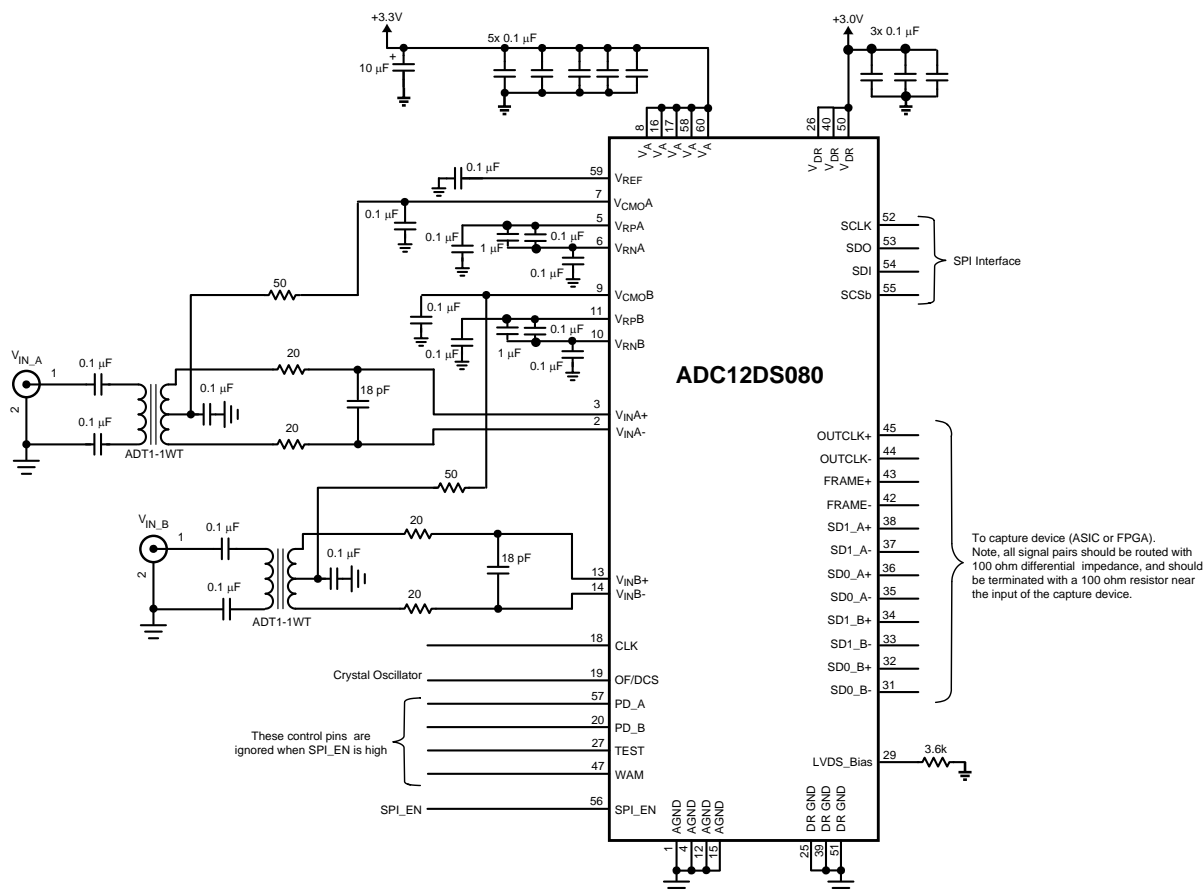 +3.3V
5x 0.1 µF
+
10 µF
+3.0V
3x 0.1 µF
8
16
17
58
60
VA
VA
VA
VA
VA
26
40
50
VDR
VDR
VDR
0.1 µF
59
VREF
7
VCMOA
0.1 µF
5
VRPA
0.1 µF
1 µF
0.1 µF
6
VRNA
0.1 µF
50
9
VCMOB
0.1 µF
11
VRPB
0.1 µF
1 µF
0.1 µF
10
VRNB
0.1 µF
52
SCLK
53
SDO
54
SDI
55
SCSb
SPI Interface
ADC12DS080
VIN_A
1
2
0.1 µF
0.1 µF
ADT1-1WT
0.1 µF
20
20
18 pF
3
VINA+
2
VINA-
50
VIN_B
1
2
0.1 µF
0.1 µF
ADT1-1WT
0.1 µF
20
20
18 pF
13
VINB+
14
VINB-
OUTCLK+
45
OUTCLK-
44
FRAME+
43
FRAME-
42
SD1_A+
38
SD1_A-
37
SD0_A+
36
SD0_A-
35
SD1_B+
34
SD1_B-
33
SD0_B+
32
SD0_B-
31
To capture device (ASIC or FPGA).
Note, all signal pairs should be routed with
100 ohm differential impedance, and should
be terminated with a 100 ohm resistor near
the input of the capture device.
18
CLK
Crystal Oscillator
19
OF/DCS
57
PD_A
20
PD_B
27
TEST
47
WAM
These control pins are
ignored when SPI_EN is high
SPI_EN
56
SPI_EN
LVDS_Bias
29
3.6k
AGND
AGND
AGND
AGND
1
4
12
15
DR GND
DR GND
DR GND
25
39
51